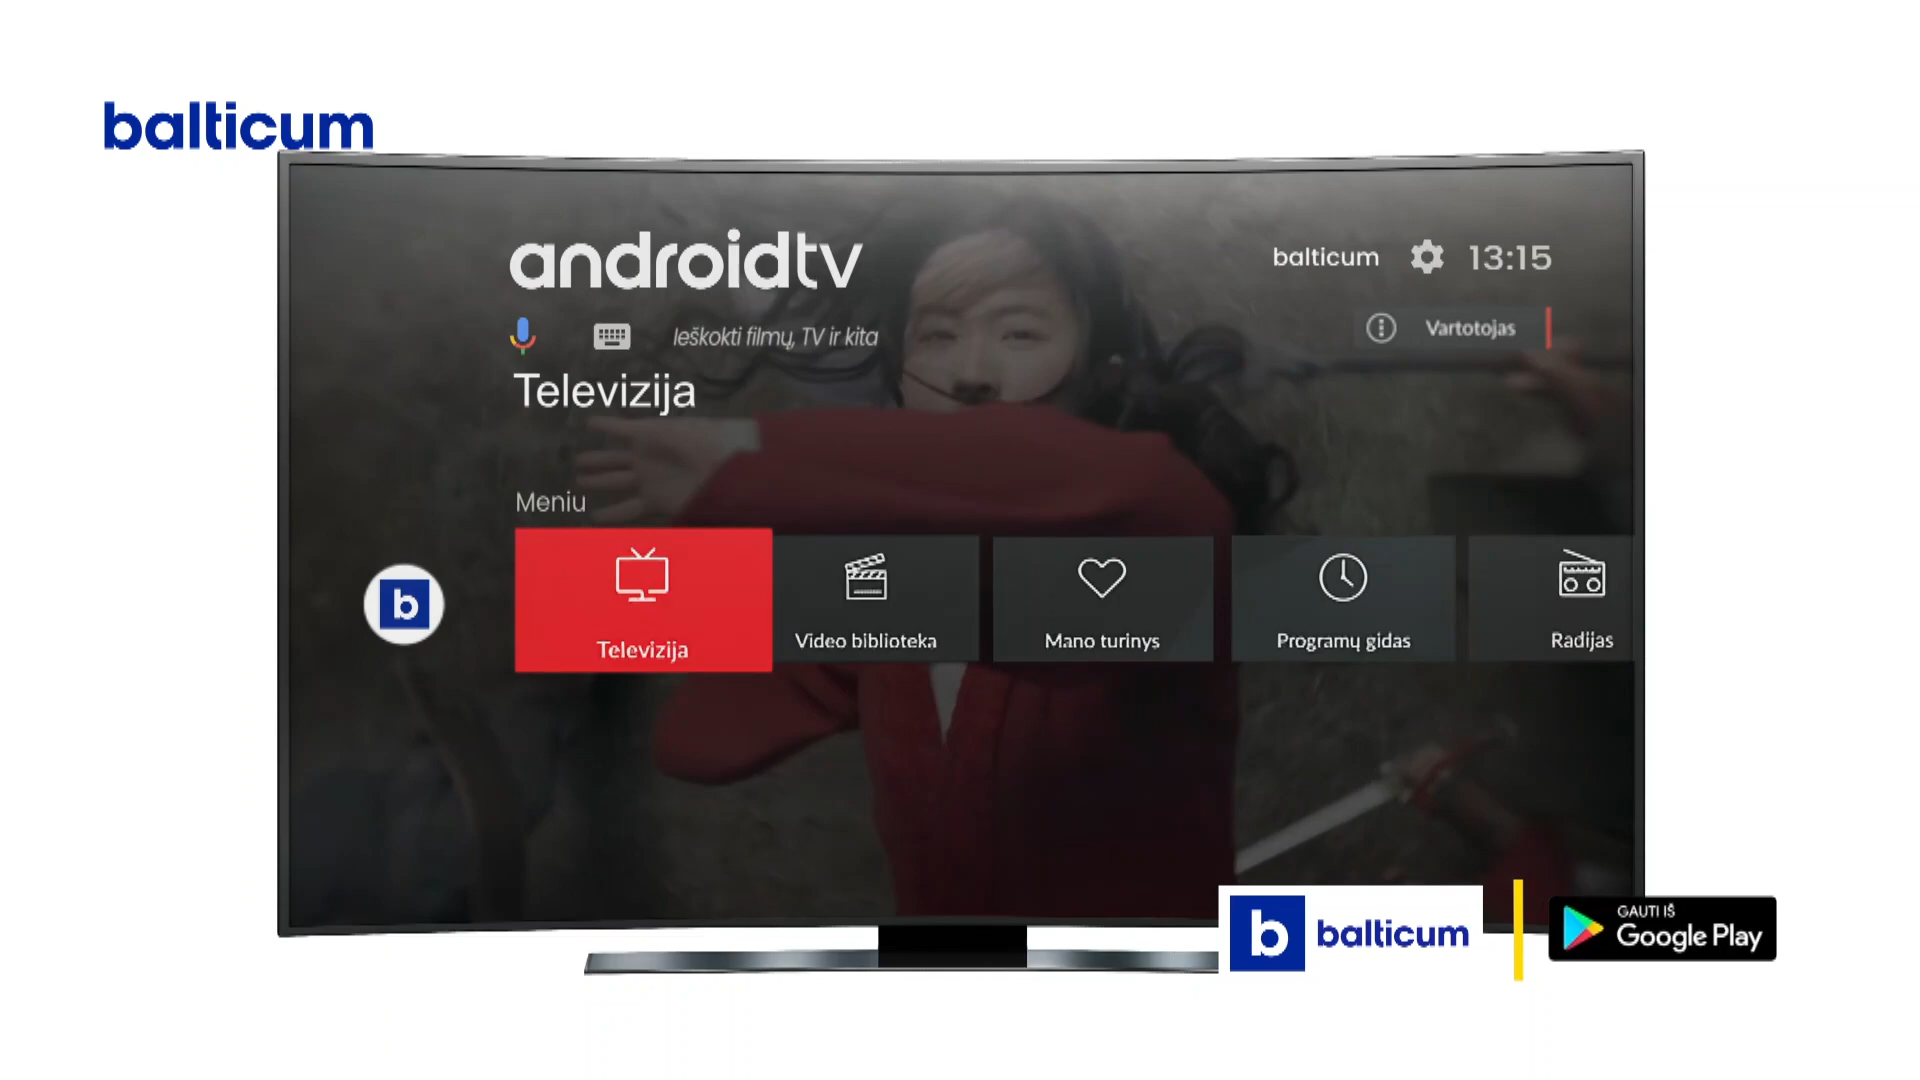 balticum
androidtv
balticum
13:15
Ieškokti filmų, TV ir kita
Vartotojas
Televizija
Meniu
b
Televizija
Video biblioteka
Mano turinys
Programų gidas
Radijas
b balticum
GAUTI IŠ
Google Play